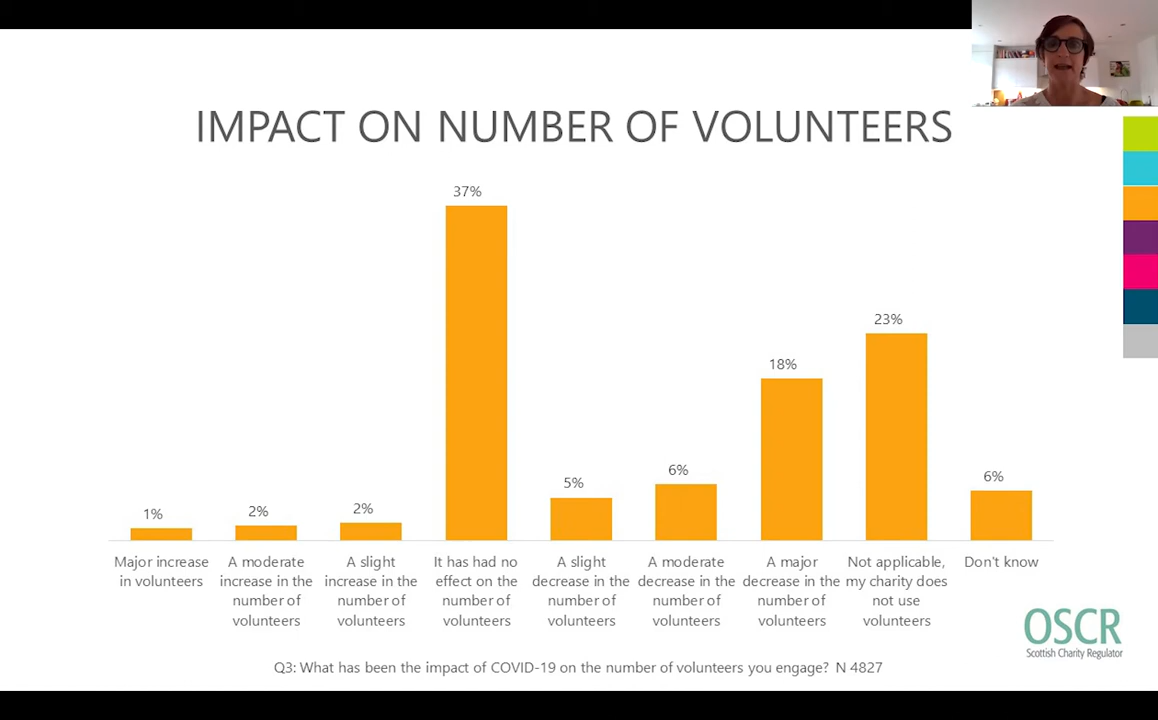 IMPACT ON NUMBER OF VOLUNTEERS
37%
23%
18%
6%
6%
5%
2%
2%
1%
Major increase
in volunteers
A moderate
increase in the
number of
volunteers
A slight
increase in the
number of
volunteers
It has had no
effect on the
number of
volunteers
A slight
decrease in the
number of
volunteers
A moderate
decrease in the
number of
volunteers
A major
decrease in the
number of
volunteers
Not applicable,
my charity does
not use
volunteers
Don't know
OSCR
Scottish Charity Regulator
Q3: What has been the impact of COVID-19 on the number of volunteers you engage? N 4827